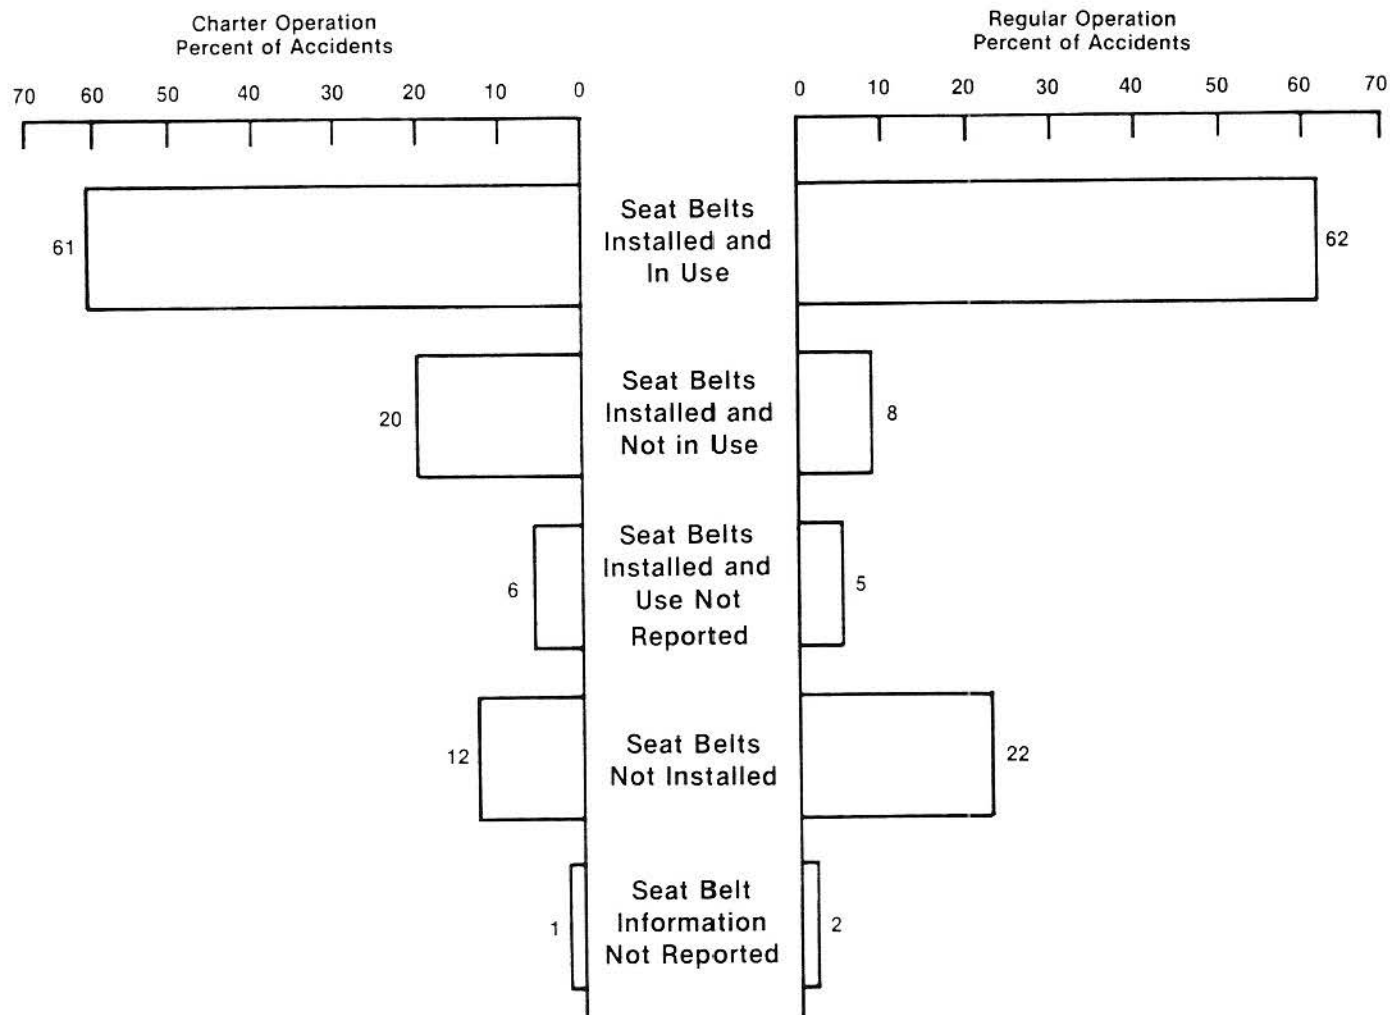 Charter Operation
Percent of Accidents
Regular Operation
Percent of Accidents
70 60 50 40 30 20 10 0
0 10 20 30 40 50 60 70
61
Seat Belts
Installed and
In Use
62
20
Seat Belts
Installed and
Not in Use
8
6
Seat Belts
Installed and
Use Not
Reported
5
12
Seat Belts
Not Installed
22
1
Seat Belt
Information
Not Reported
2